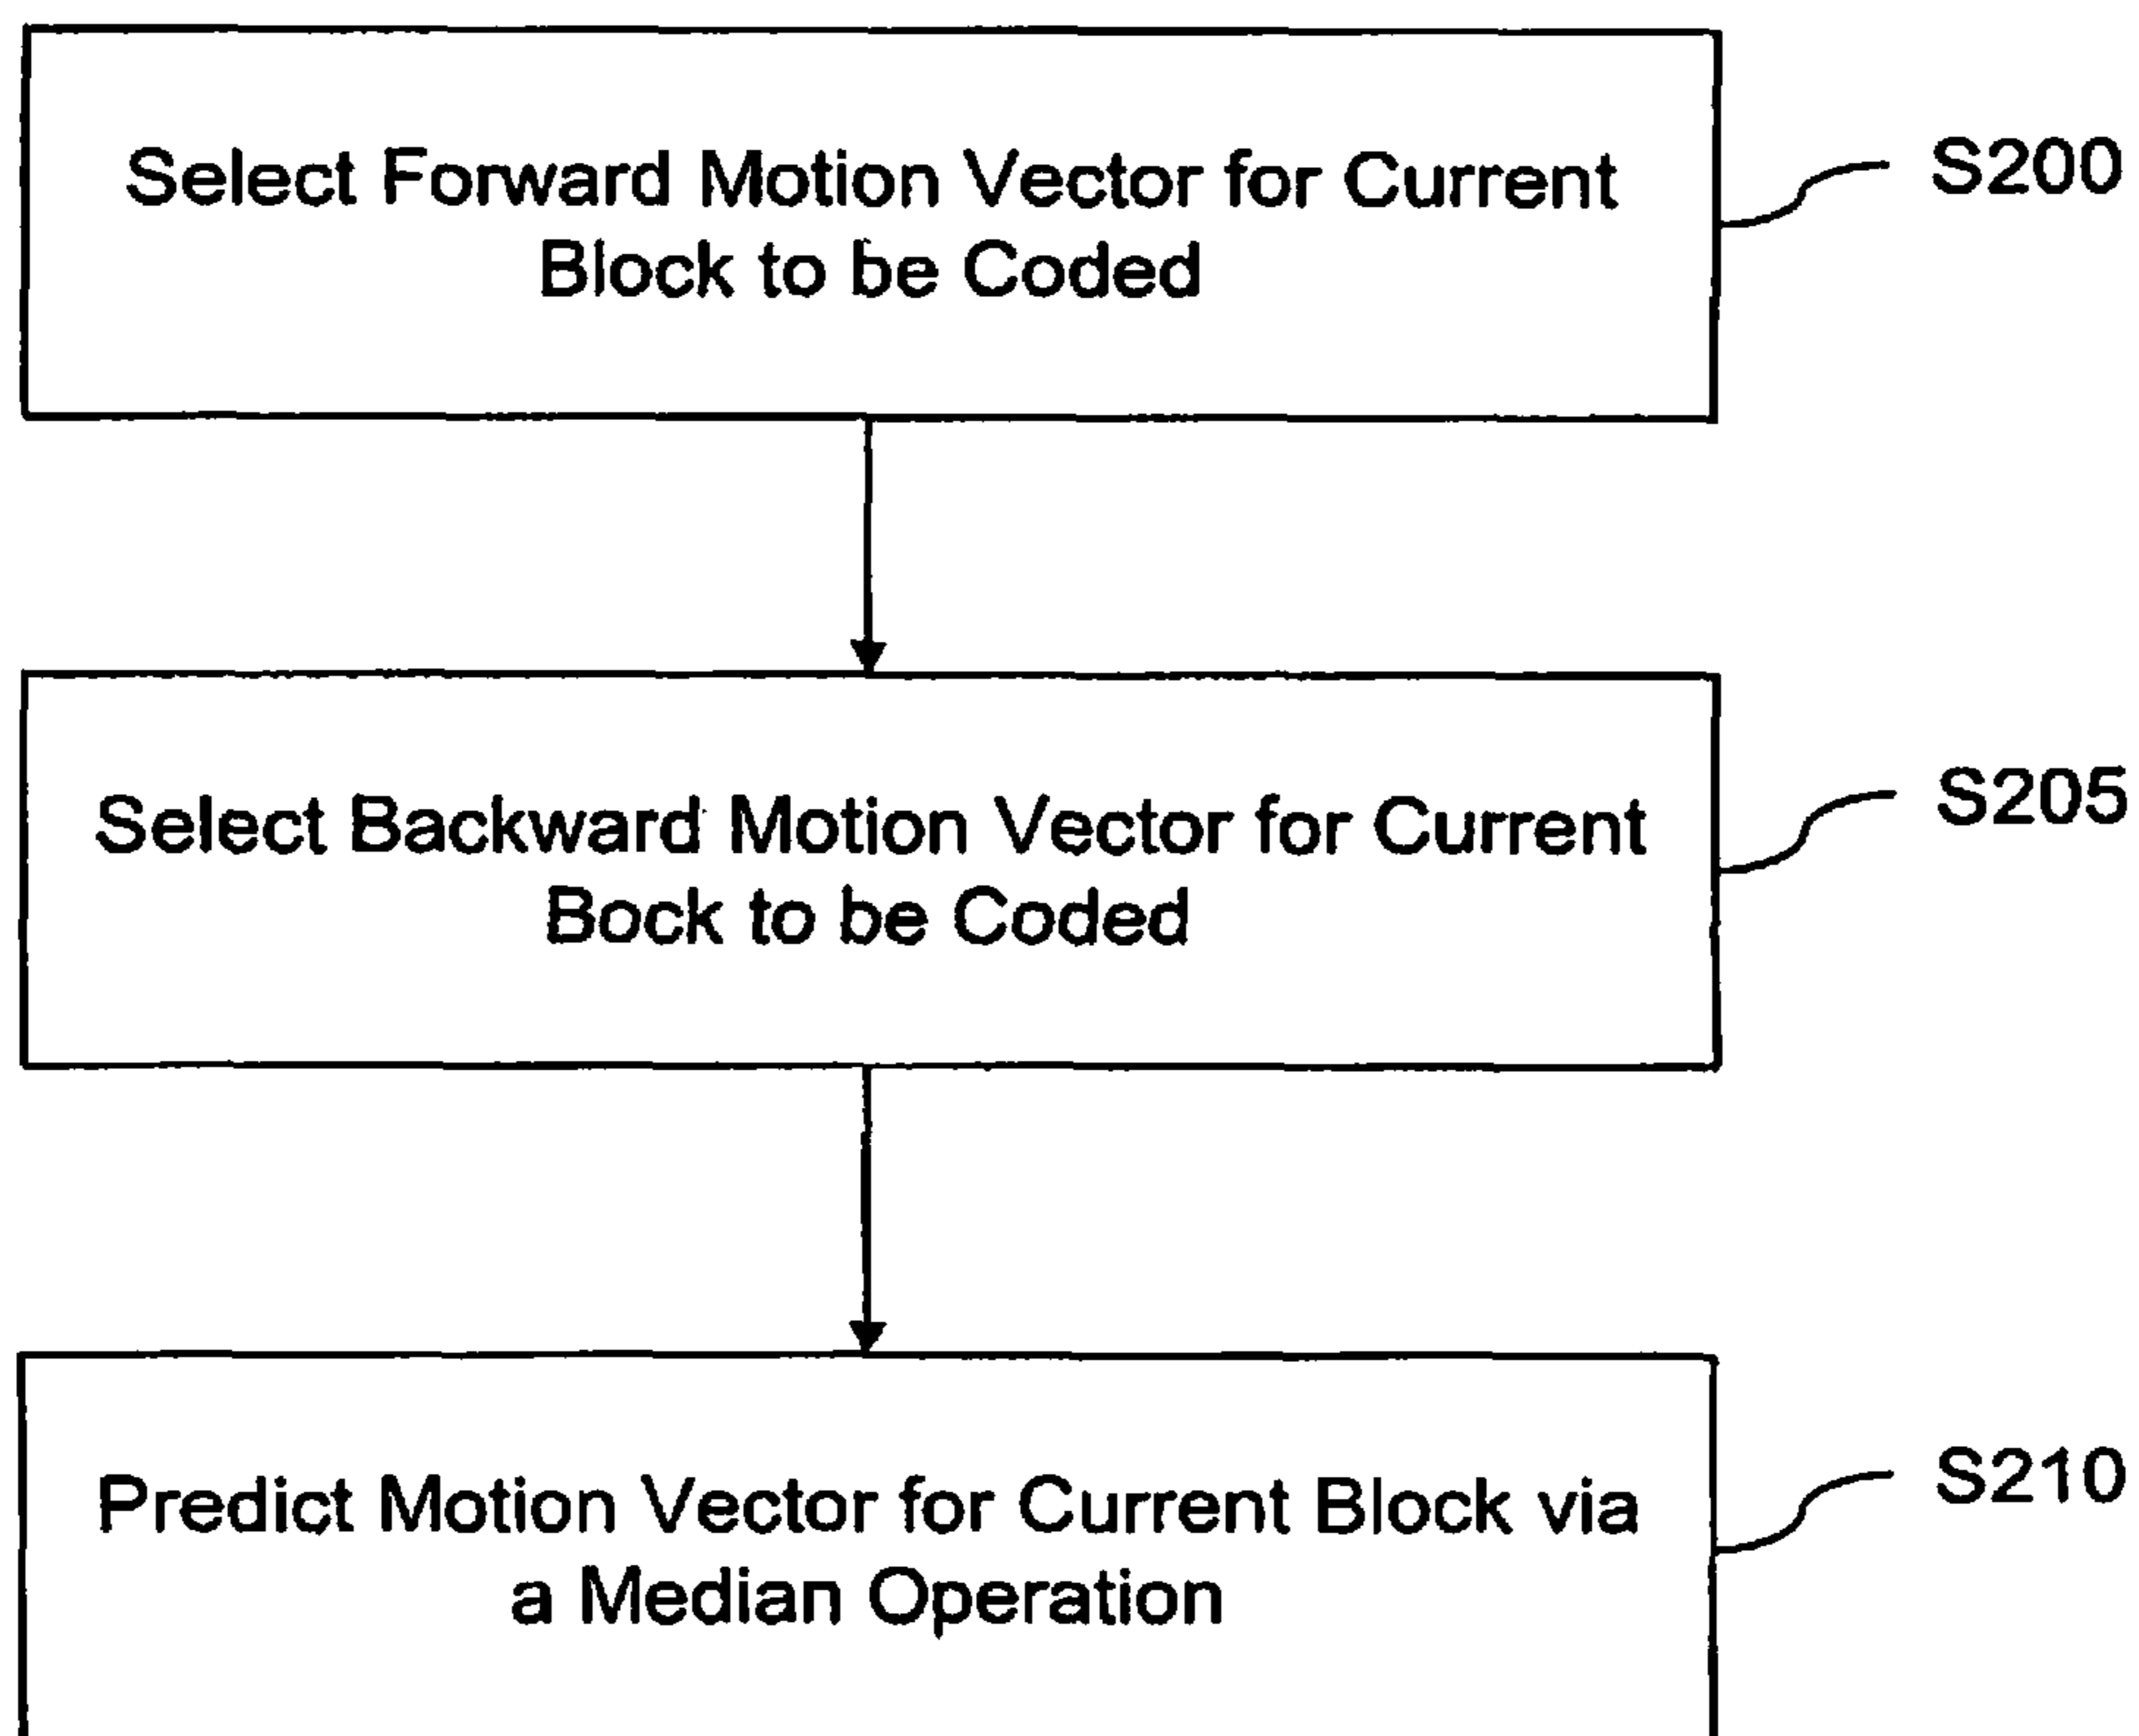 Select Forward Motion Vector for Current
Block to be Coded
S200
Select Backward Motion Vector for Current
Bock to be Coded
S205
Predict Motion Vector for Current Block via
a Median Operation
S210